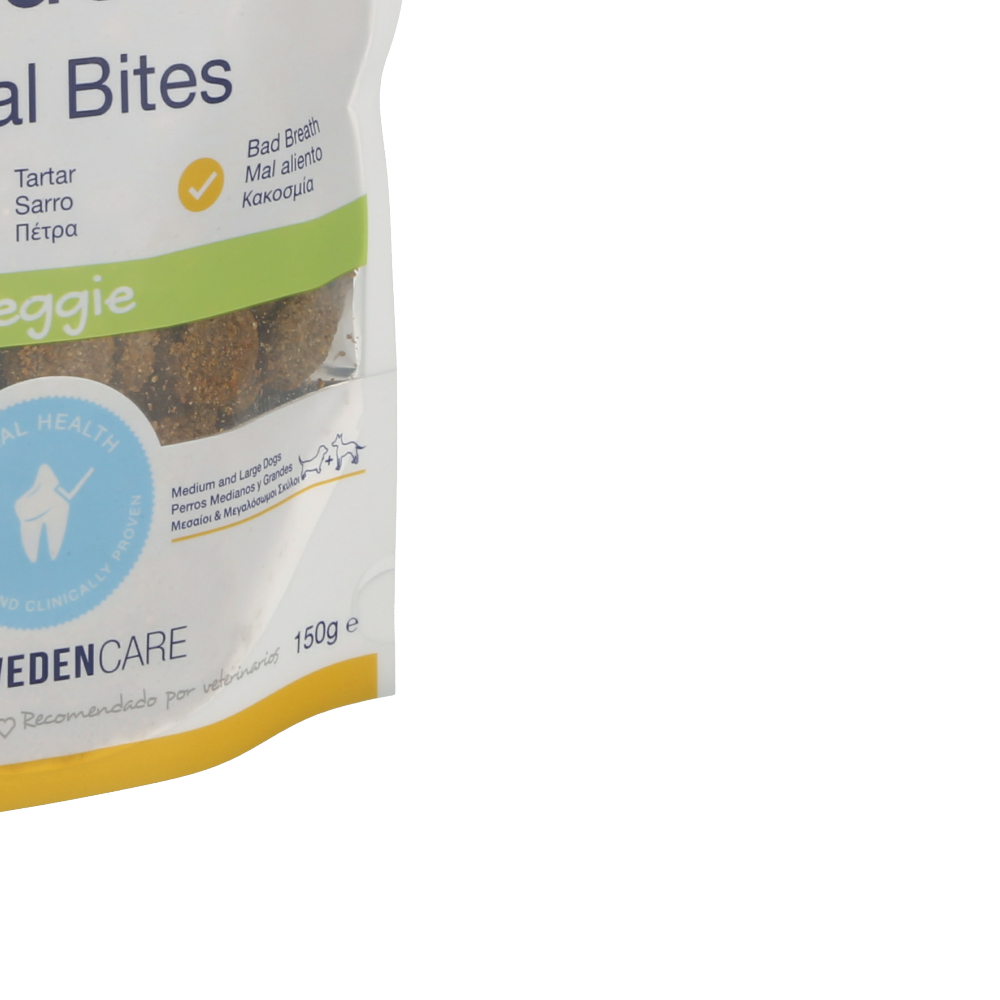 al Bites
Tartar
Sarro
Πέτρα
Bad Breath
Mal aliento
Κακοσμία
eggie
AL HEALTH
ND CLINICALLY PROVEN
Medium and Large Dogs
Perros Medianos y Grandes
Μεσαίοι & Μεγαλόσωμοι Σκύλοι
+
EDENCARE
150g e
Recomendado por veterinarios